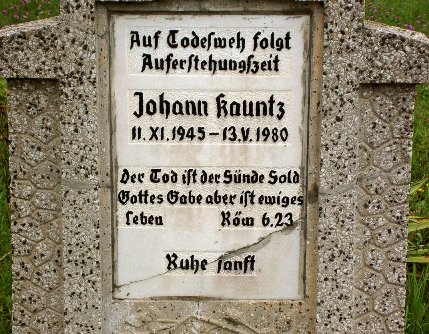 Auf Todesweh folgt
Auferstehungszeit
Johann Kauntz
11.XI.1945-13.V.1980
Der Tod ist der Sünde Sold
Gottes Gabe aber ist ewiges
Leben Röm 6.23
Ruhe sanft